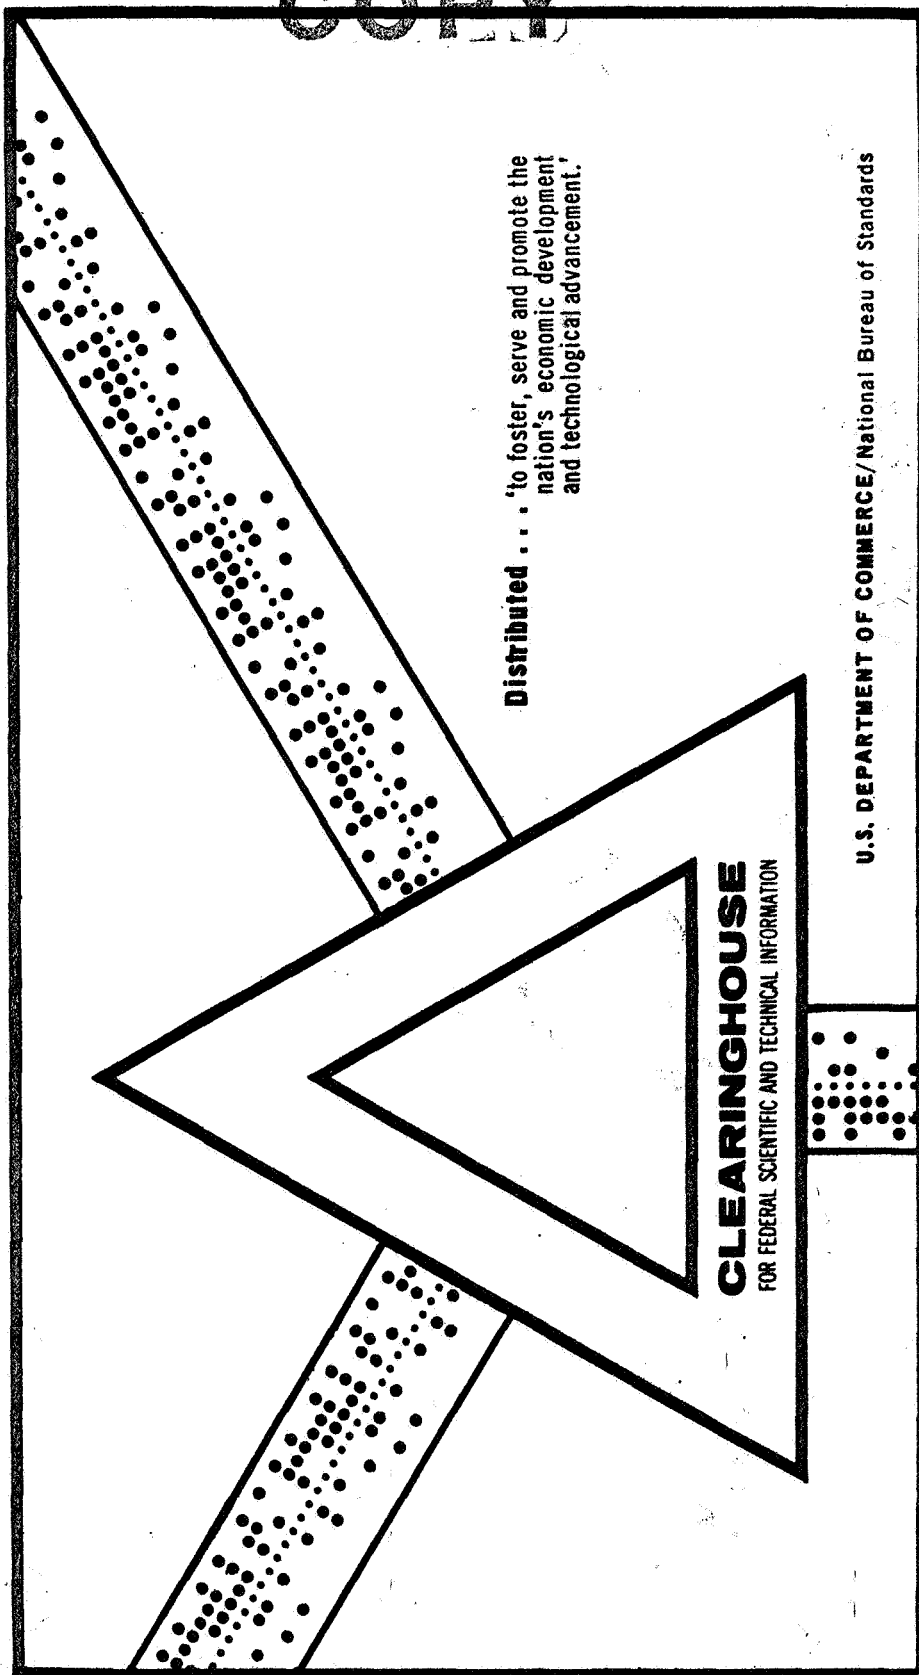 COPY
Distributed . . . 'to foster, serve and promote the
nation's economic development
and technological advancement.'
CLEARINGHOUSE
FOR FEDERAL SCIENTIFIC AND TECHNICAL INFORMATION
U.S. DEPARTMENT OF COMMERCE/National Bureau of Standards